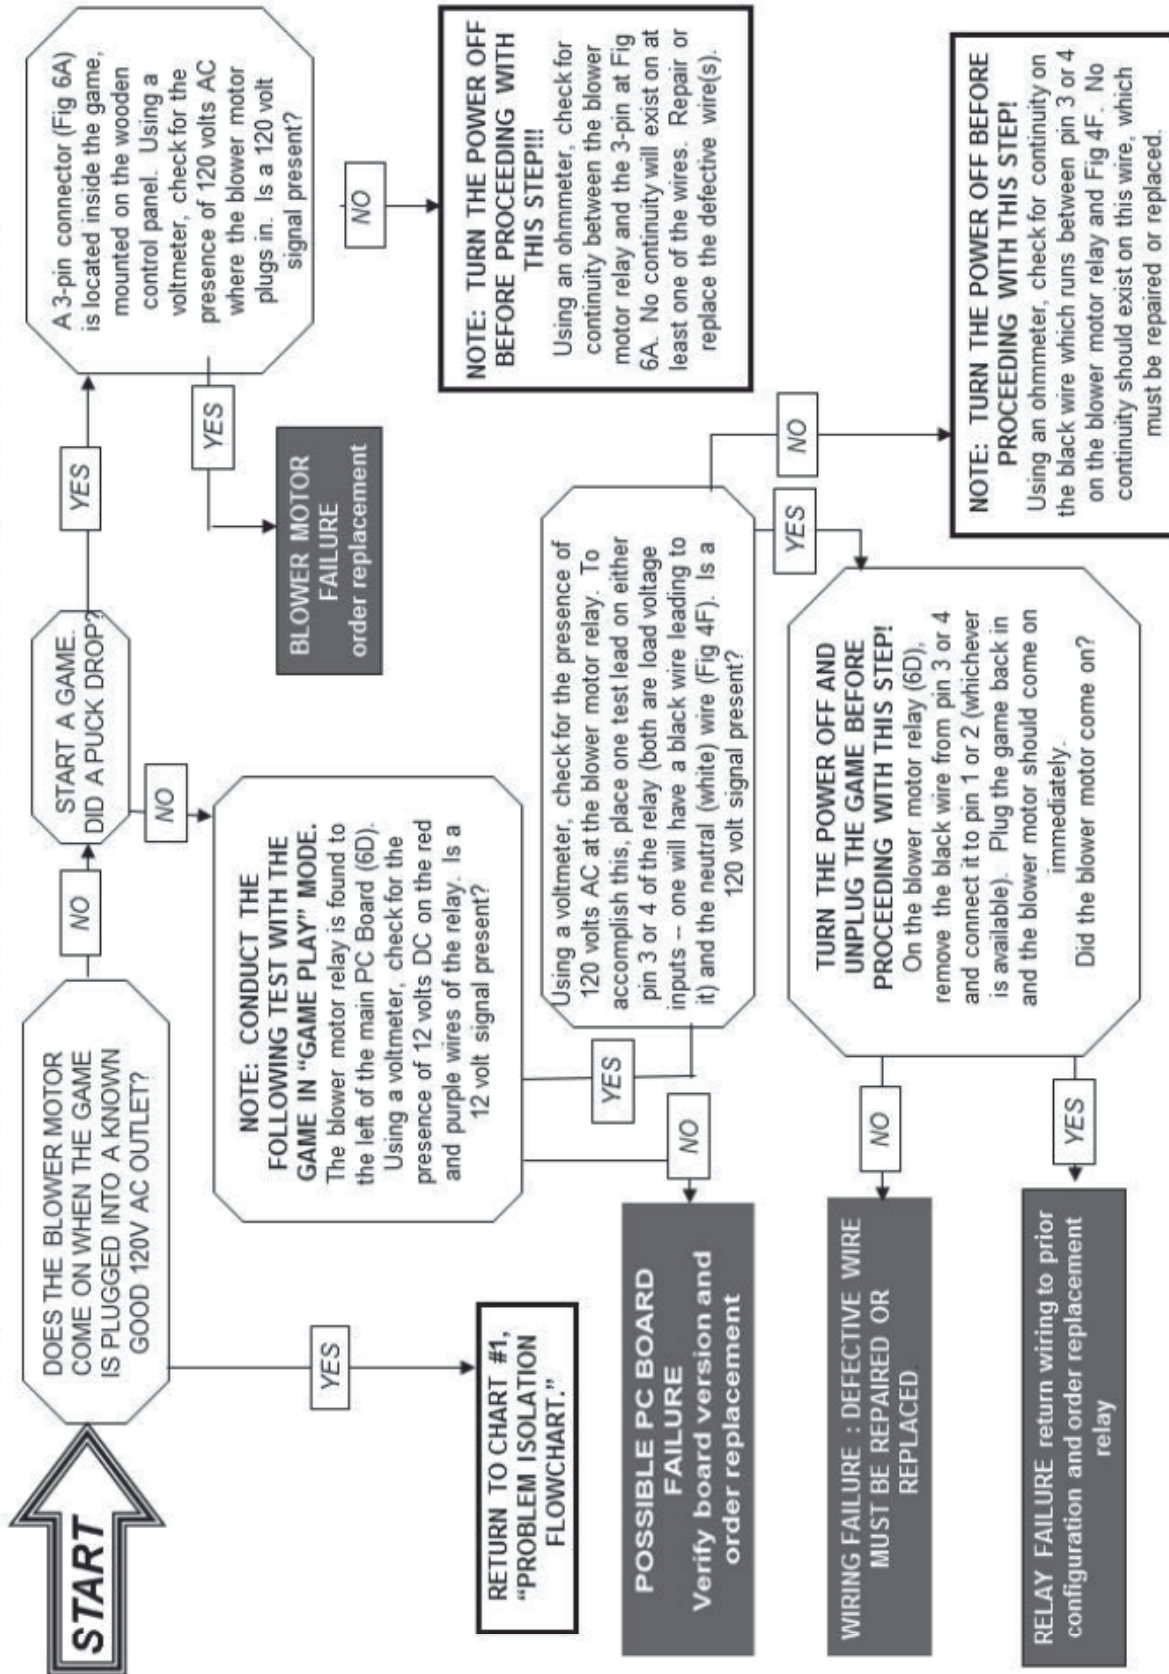 START
DOES THE BLOWER MOTOR
COME ON WHEN THE GAME
IS PLUGGED INTO A KNOWN
GOOD 120V AC OUTLET?
NO
YES
RETURN TO CHART #1,
"PROBLEM ISOLATION
FLOWCHART."
START A GAME.
DID A PUCK DROP?
YES
NO
A 3-pin connector (Fig 6A)
is located inside the game,
mounted on the wooden
control panel. Using a
voltmeter, check for the
presence of 120 volts AC
where the blower motor
plugs in. Is a 120 volt
signal present?
YES
NO
BLOWER MOTOR
FAILURE
order replacement
NOTE: TURN THE POWER OFF
BEFORE PROCEEDING WITH
THIS STEP!!!
Using an ohmmeter, check for
continuity between the blower
motor relay and the 3-pin at Fig
6A. No continuity will exist on at
least one of the wires. Repair or
replace the defective wire(s).
NOTE: CONDUCT THE
FOLLOWING TEST WITH THE
GAME IN "GAME PLAY" MODE.
The blower motor relay is found to
the left of the main PC Board (6D).
Using a voltmeter, check for the
presence of 12 volts DC on the red
and purple wires of the relay. Is a
12 volt signal present?
YES
NO
POSSIBLE PC BOARD
FAILURE
Verify board version and
order replacement
Using a voltmeter, check for the presence of
120 volts AC at the blower motor relay. To
accomplish this, place one test lead on either
pin 3 or 4 of the relay (both are load voltage
inputs -- one will have a black wire leading to
it) and the neutral (white) wire (Fig 4F). Is a
120 volt signal present?
NO
YES
NOTE: TURN THE POWER OFF BEFORE
PROCEEDING WITH THIS STEP!
Using an ohmmeter, check for continuity on
the black wire which runs between pin 3 or 4
on the blower motor relay and Fig 4F. No
continuity should exist on this wire, which
must be repaired or replaced.
TURN THE POWER OFF AND
UNPLUG THE GAME BEFORE
PROCEEDING WITH THIS STEP!
On the blower motor relay (6D),
remove the black wire from pin 3 or 4
and connect it to pin 1 or 2 (whichever
is available). Plug the game back in
and the blower motor should come on
immediately.
Did the blower motor come on?
NO
YES
WIRING FAILURE : DEFECTIVE WIRE
MUST BE REPAIRED OR
REPLACED.
RELAY FAILURE return wiring to prior
configuration and order replacement
relay